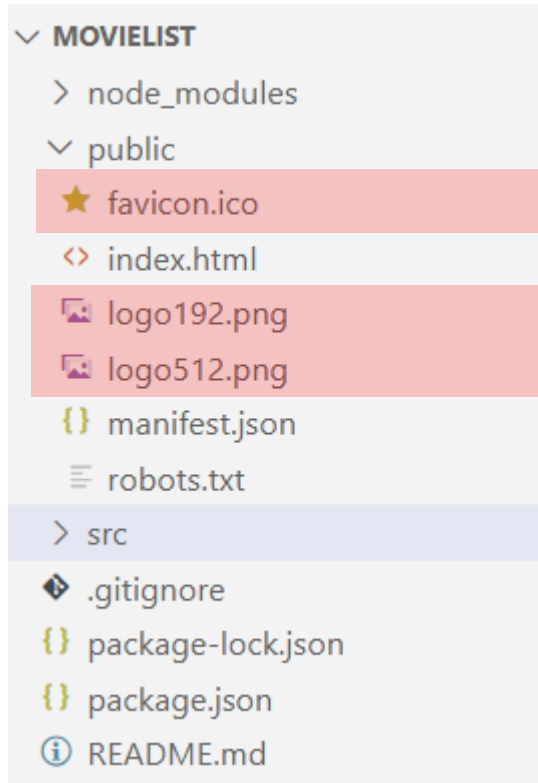 MOVIELIST
node_modules
public
favicon.ico
index.html
logo192.png
logo512.png
manifest.json
robots.txt
src
.gitignore
package-lock.json
package.json
README.md